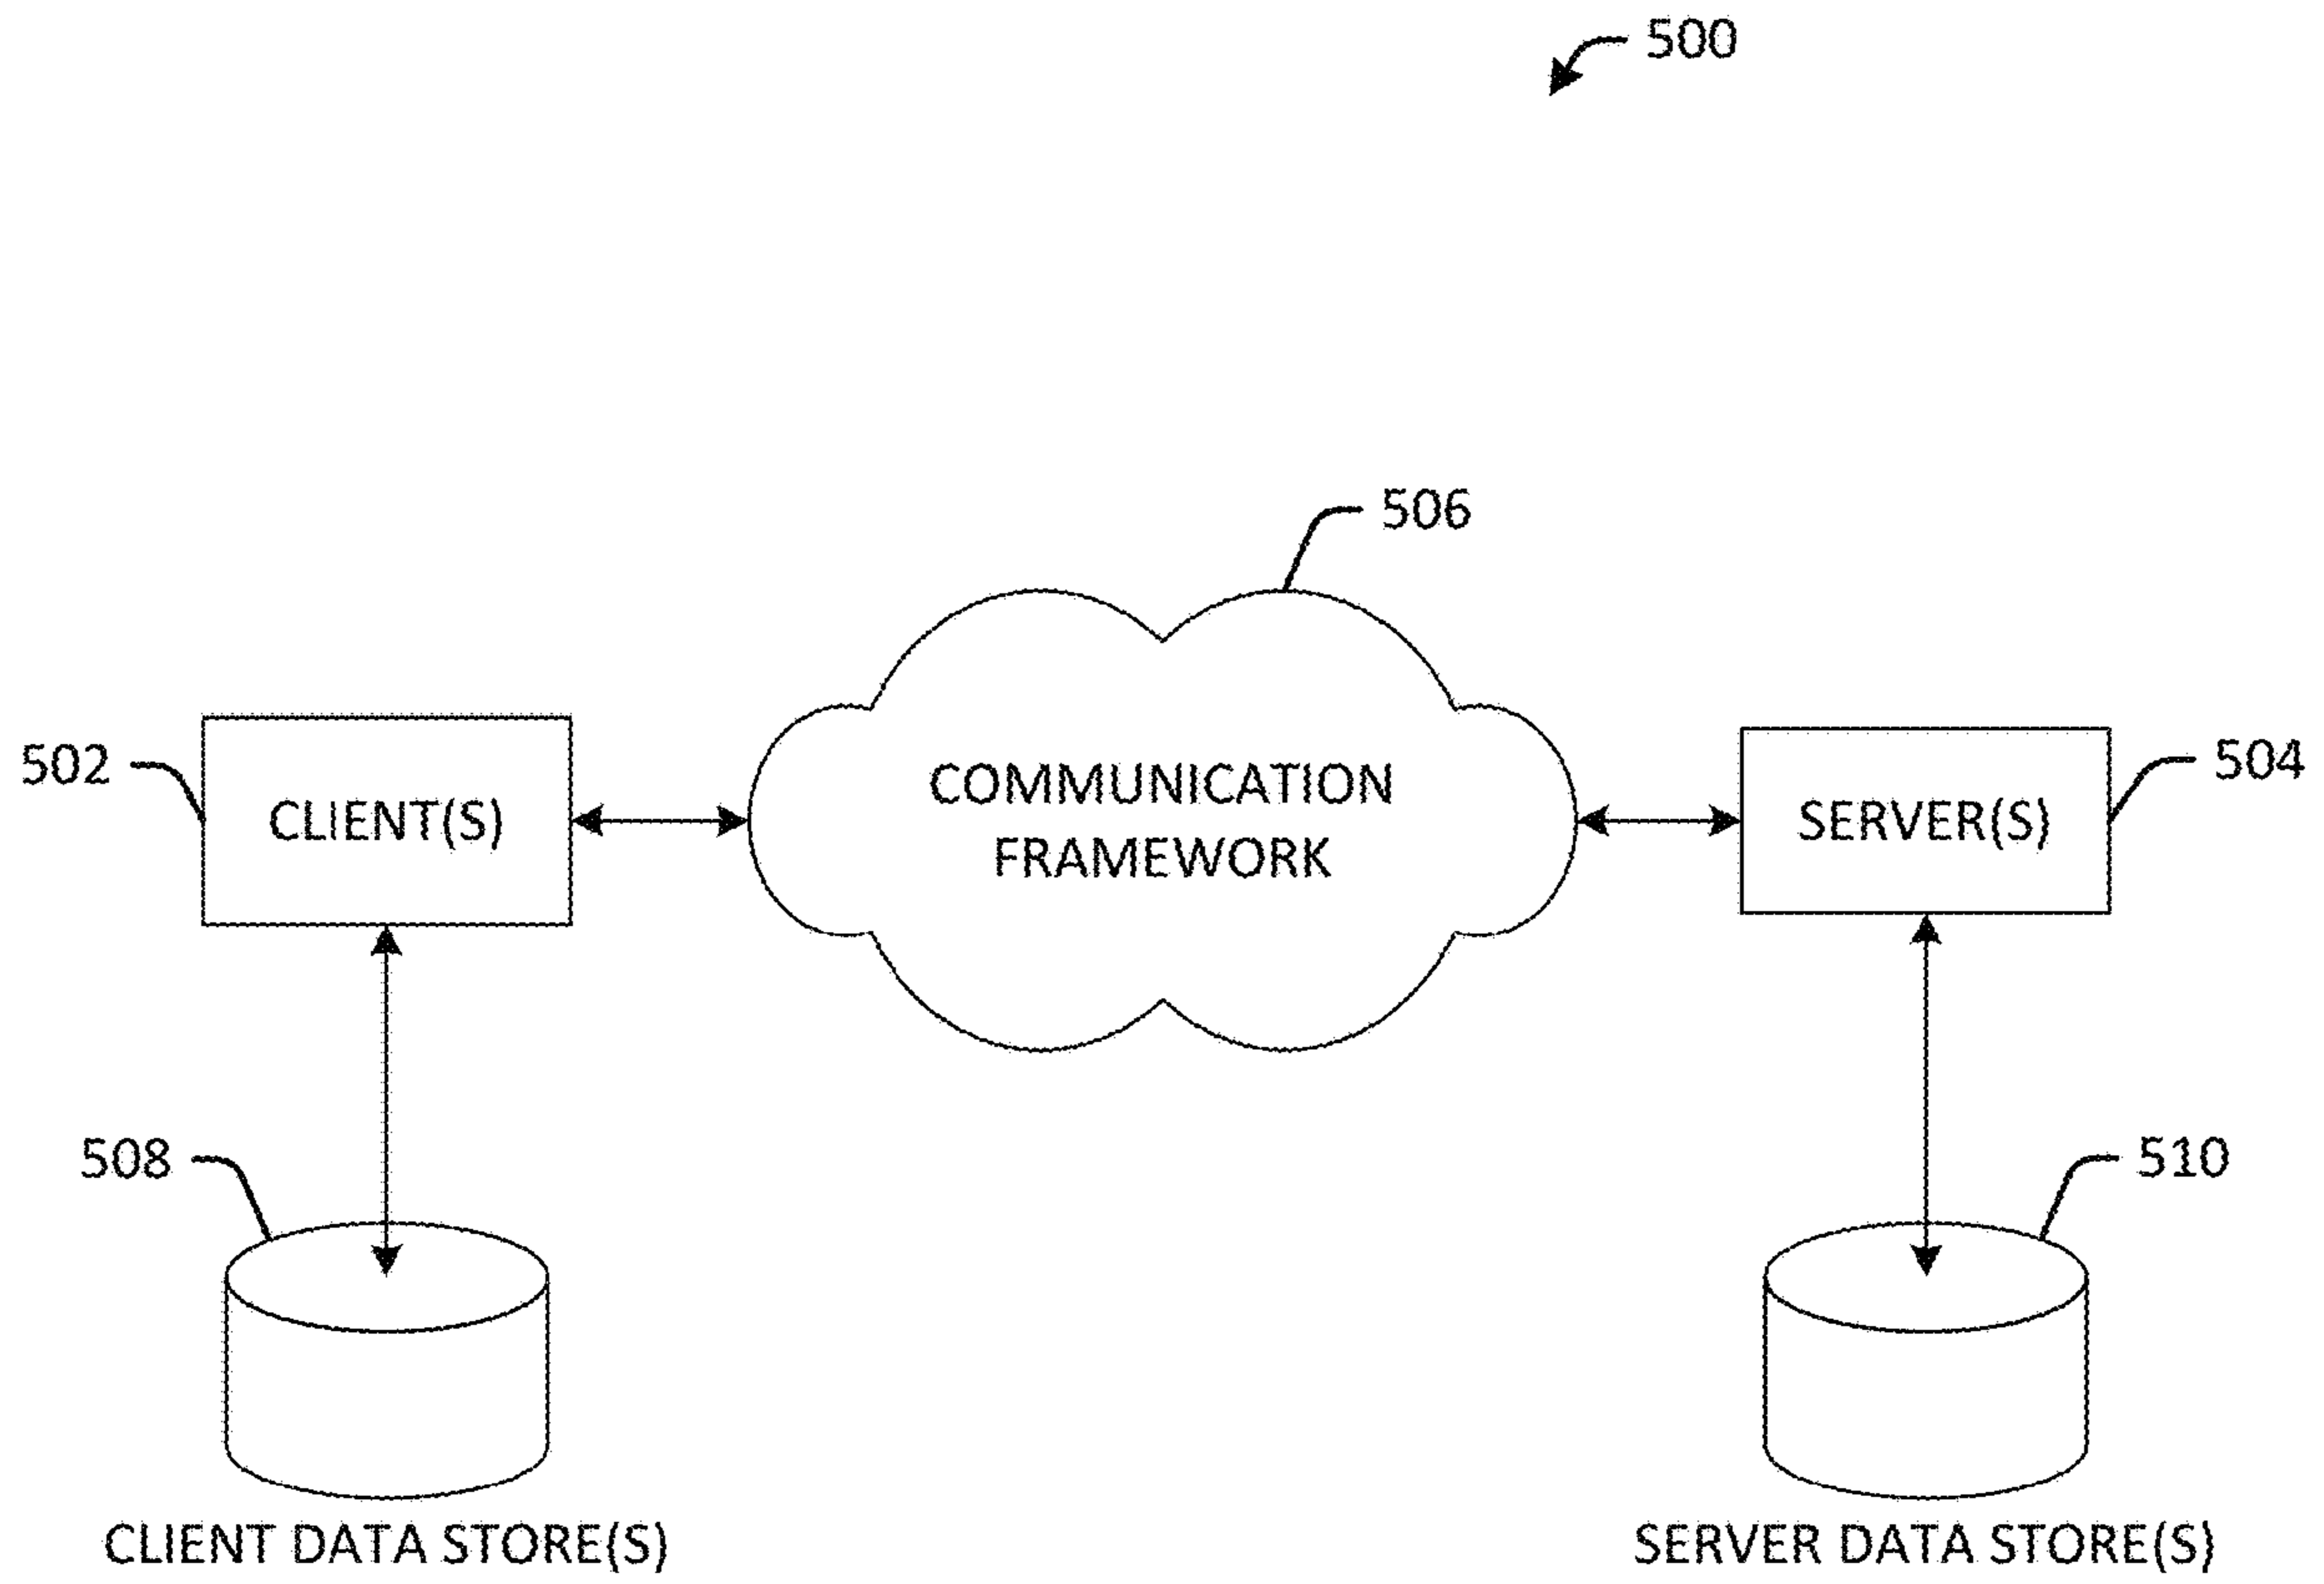 500
506
502
CLIENT(S)
COMMUNICATION
FRAMEWORK
SERVER(S)
504
508
510
CLIENT DATA STORE(S)
SERVER DATA STORE(S)